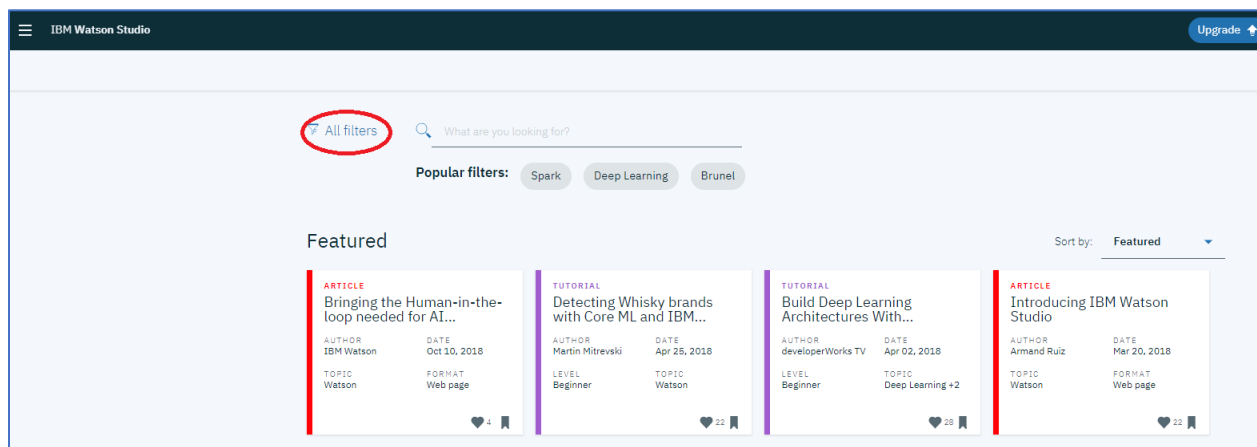 IBM Watson Studio
Upgrade
All filters
What are you looking for?
Popular filters: Spark Deep Learning Brunel
Featured
Sort by: Featured
ARTICLE
Bringing the Human-in-the-
loop needed for AI...
AUTHOR DATE
IBM Watson Oct 10, 2018
TOPIC FORMAT
Watson Web page
4
TUTORIAL
Detecting Whisky brands
with Core ML and IBM...
AUTHOR DATE
Martin Mitrevski Apr 25, 2018
LEVEL TOPIC
Beginner Watson
22
TUTORIAL
Build Deep Learning
Architectures With...
AUTHOR DATE
developerWorks TV Apr 02, 2018
LEVEL TOPIC
Beginner Deep Learning +2
28
ARTICLE
Introducing IBM Watson
Studio
AUTHOR DATE
Armand Ruiz Mar 20, 2018
TOPIC FORMAT
Watson Web page
22